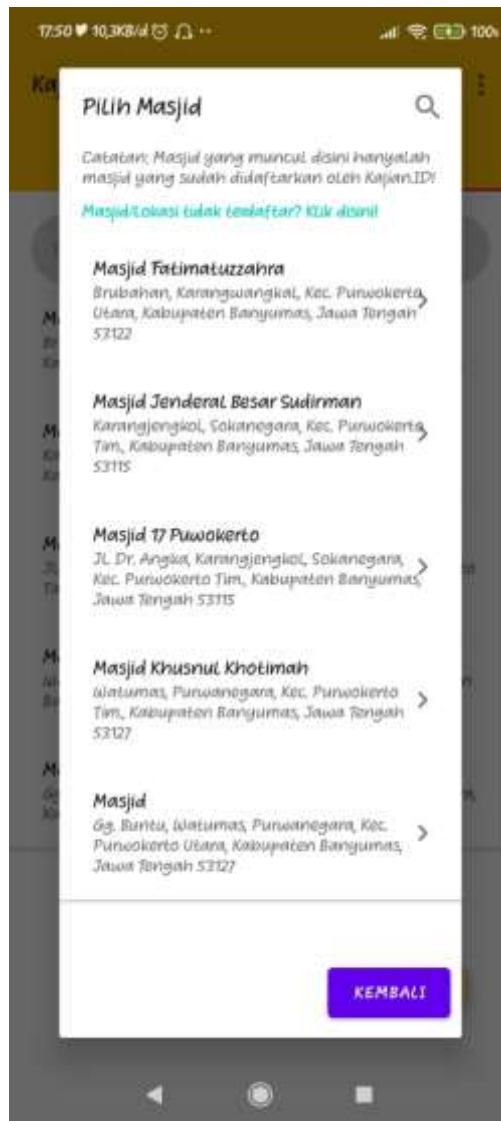 17:50 10,3KB/d 100
Ka
Pilih Masjid
Catatan: Masjid yang muncul disini hanyalah
masjid yang sudah didaftarkan oleh Kajian.ID!
Masjid/Lokasi tidak terdaftar? Klik disini!
Masjid Fatimatuzzahra
Brubahan, Karangwangkal, Kec. Purwokerto
Utara, Kabupaten Banyumas, Jawa Tengah
53122
Masjid Jenderal Besar Sudirman
Karangjengkol, Sokanegara, Kec. Purwokerto
Tim., Kabupaten Banyumas, Jawa Tengah
53115
Masjid 17 Puwokerto
JL. Dr. Angka, Karangjengkol, Sokanegara,
Kec. Purwokerto Tim., Kabupaten Banyumas,
Jawa Tengah 53115
Masjid Khusnul Khotimah
Watumas, Purwanegara, Kec. Purwokerto
Tim., Kabupaten Banyumas, Jawa Tengah
53127
Masjid
Gg. Buntu, Watumas, Purwanegara, Kec.
Purwokerto Utara, Kabupaten Banyumas,
Jawa Tengah 53127
KEMBALI